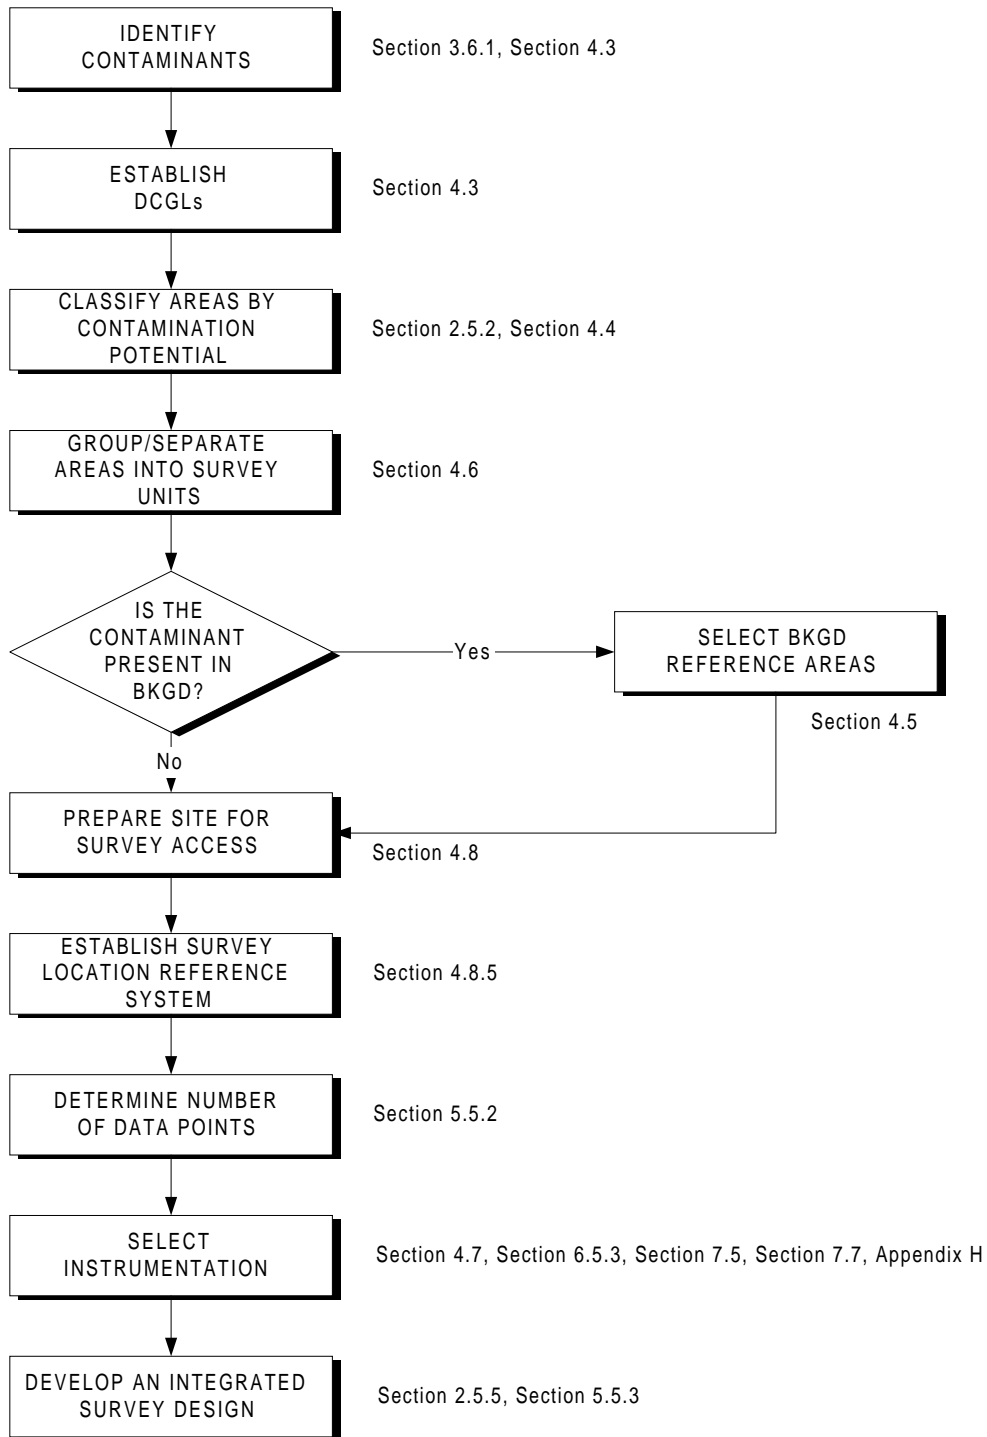 IDENTIFY
CONTAMINANTS
Section 3.6.1, Section 4.3
ESTABLISH
DCGLs
Section 4.3
CLASSIFY AREAS BY
CONTAMINATION
POTENTIAL
Section 2.5.2, Section 4.4
GROUP/SEPARATE
AREAS INTO SURVEY
UNITS
Section 4.6
IS THE
CONTAMINANT
PRESENT IN
BKGD?
Yes
SELECT BKGD
REFERENCE AREAS
Section 4.5
No
PREPARE SITE FOR
SURVEY ACCESS
Section 4.8
ESTABLISH SURVEY
LOCATION REFERENCE
SYSTEM
Section 4.8.5
DETERMINE NUMBER
OF DATA POINTS
Section 5.5.2
SELECT
INSTRUMENTATION
Section 4.7, Section 6.5.3, Section 7.5, Section 7.7, Appendix H
DEVELOP AN INTEGRATED
SURVEY DESIGN
Section 2.5.5, Section 5.5.3